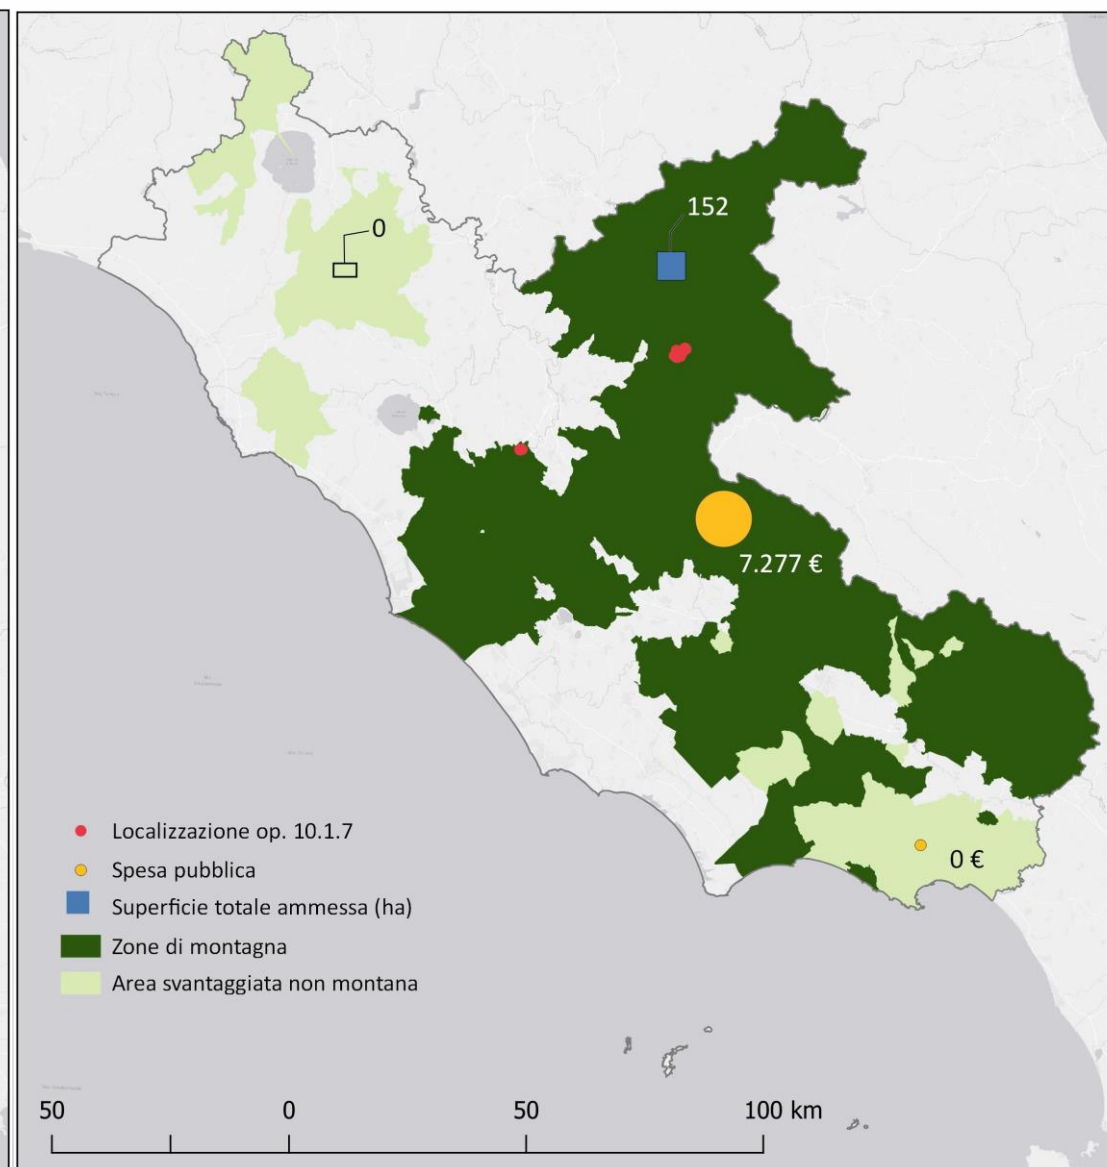 152
0
7.277 €
0 €
Localizzazione op. 10.1.7
Spesa pubblica
Superficie totale ammessa (ha)
Zone di montagna
Area svantaggiata non montana
50 0 50 100 km